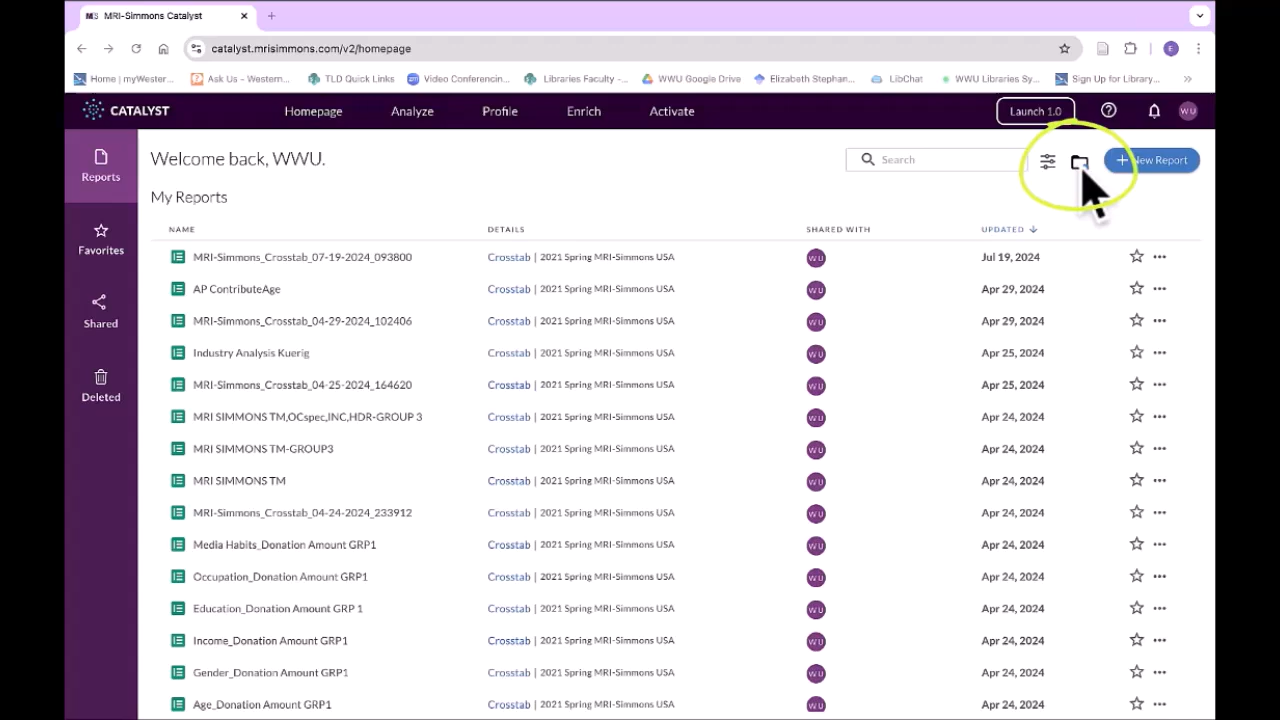 MRI-Simmons Catalyst
catalyst.mrisimmons.com/v2/homepage
Home | myWester... Ask Us - Western... TLD Quick Links Video Conferencin... Libraries Faculty -... WWU Google Drive Elizabeth Stephan... LibChat WWU Libraries Sy... Sign Up for Library...
CATALYST Homepage Analyze Profile Enrich Activate Launch 1.0 WU
Reports
Favorites
Shared
Deleted
Welcome back, WWU. Search New Report
My Reports
NAME DETAILS SHARED WITH UPDATED
MRI-Simmons_Crosstab_07-19-2024_093800 Crosstab | 2021 Spring MRI-Simmons USA WU Jul 19, 2024
AP ContributeAge Crosstab | 2021 Spring MRI-Simmons USA WU Apr 29, 2024
MRI-Simmons_Crosstab_04-29-2024_102406 Crosstab | 2021 Spring MRI-Simmons USA WU Apr 29, 2024
Industry Analysis Kuerig Crosstab | 2021 Spring MRI-Simmons USA WU Apr 25, 2024
MRI-Simmons_Crosstab_04-25-2024_164620 Crosstab | 2021 Spring MRI-Simmons USA WU Apr 25, 2024
MRI SIMMONS TM,OCspec,INC,HDR-GROUP 3 Crosstab | 2021 Spring MRI-Simmons USA WU Apr 24, 2024
MRI SIMMONS TM-GROUP3 Crosstab | 2021 Spring MRI-Simmons USA WU Apr 24, 2024
MRI SIMMONS TM Crosstab | 2021 Spring MRI-Simmons USA WU Apr 24, 2024
MRI-Simmons_Crosstab_04-24-2024_233912 Crosstab | 2021 Spring MRI-Simmons USA WU Apr 24, 2024
Media Habits_Donation Amount GRP1 Crosstab | 2021 Spring MRI-Simmons USA WU Apr 24, 2024
Occupation_Donation Amount GRP1 Crosstab | 2021 Spring MRI-Simmons USA WU Apr 24, 2024
Education_Donation Amount GRP 1 Crosstab | 2021 Spring MRI-Simmons USA WU Apr 24, 2024
Income_Donation Amount GRP1 Crosstab | 2021 Spring MRI-Simmons USA WU Apr 24, 2024
Gender_Donation Amount GRP1 Crosstab | 2021 Spring MRI-Simmons USA WU Apr 24, 2024
Age_Donation Amount GRP1 Crosstab | 2021 Spring MRI-Simmons USA WU Apr 24, 2024